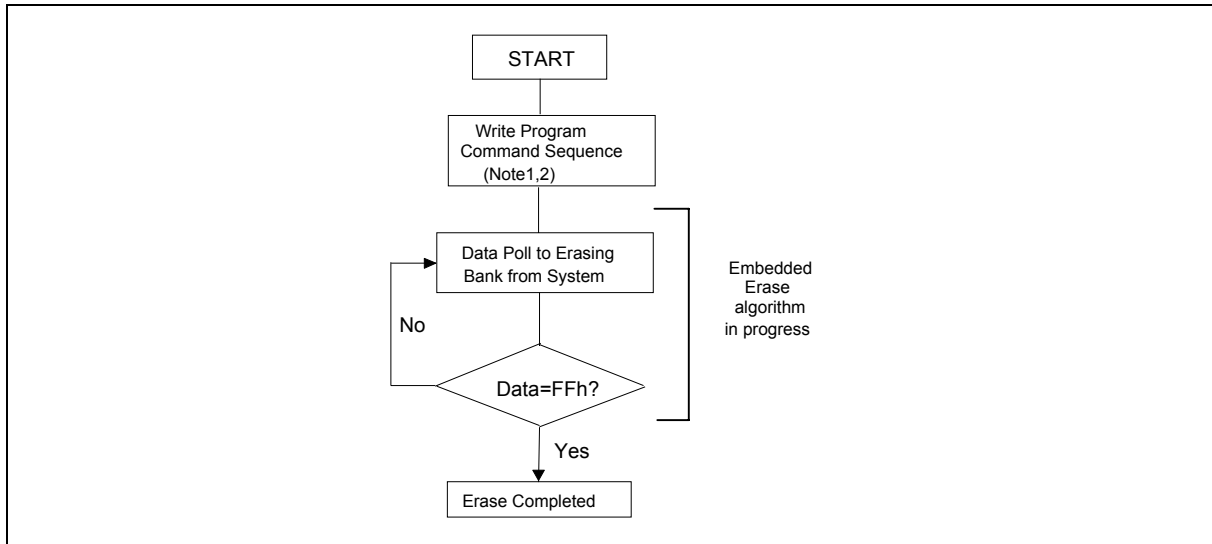 START
Write Program
Command Sequence
(Note1,2)
Data Poll to Erasing
Bank from System
Embedded
Erase
algorithm
in progress
No
Data=FFh?
Yes
Erase Completed